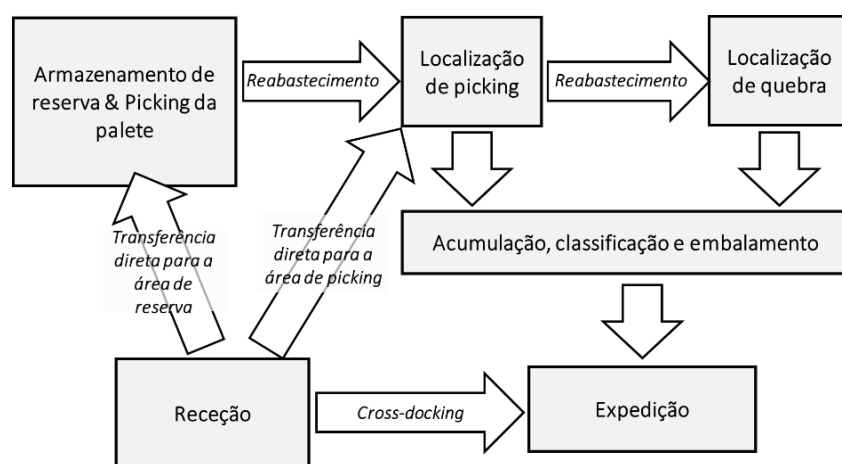 Armazenamento de
reserva & Picking da
palete
Reabastecimento
Localização
de picking
Reabastecimento
Localização
de quebra
Transferência
direta para a
área de
reserva
Transferência
direta para a
área de picking
Acumulação, classificação e embalamento
Receção
Cross-docking
Expedição